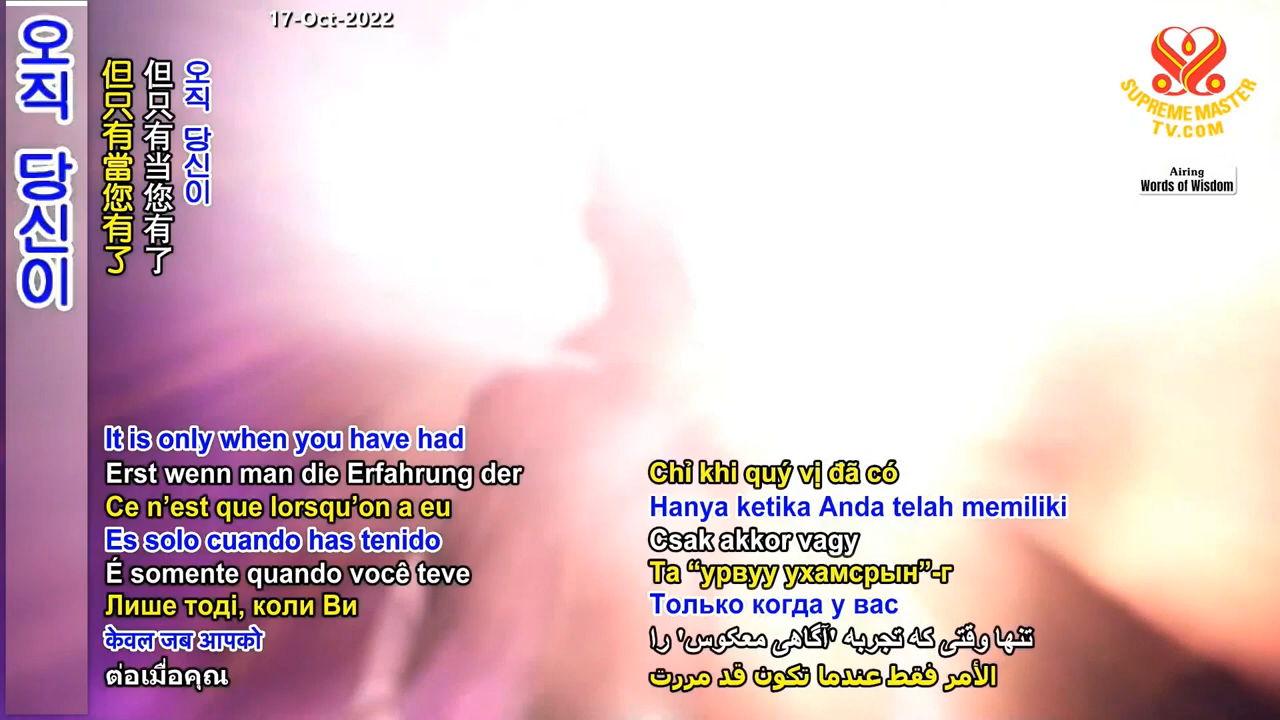 17-Oct-2022
오직 당신이
但只有當您有了
但只有当您有了
오직 당신이
SUPREME MASTER
TV.COM
Airing
Words of Wisdom
It is only when you have had
Erst wenn man die Erfahrung der
Ce n’est que lorsqu’on a eu
Es solo cuando has tenido
É somente quando você teve
Лише тоді, коли Ви
केवल जब आपको
ต่อเมื่อคุณ
Chỉ khi quý vị đã có
Hanya ketika Anda telah memiliki
Csak akkor vagy
Та “урвуу ухамсрын”-г
Только когда у вас
تنها وقتی که تجربه 'آگاهی معکوس' را
الأمر فقط عندما تكون قد مررت